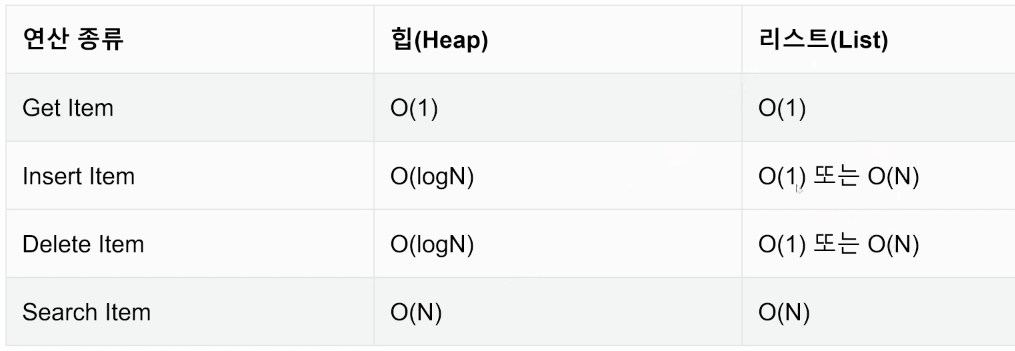 연산 종류 힙(Heap) 리스트(List)
Get Item O(1) O(1)
Insert Item O(logN) O(1) 또는 O(N)
Delete Item O(logN) O(1) 또는 O(N)
Search Item O(N) O(N)